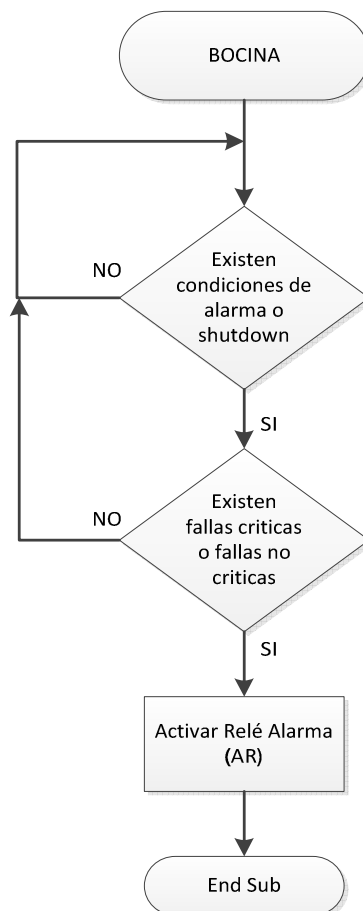 BOCINA
Existen
condiciones de
alarma o
shutdown
NO
SI
Existen
fallas criticas
o fallas no
criticas
NO
SI
Activar Relé Alarma
(AR)
End Sub